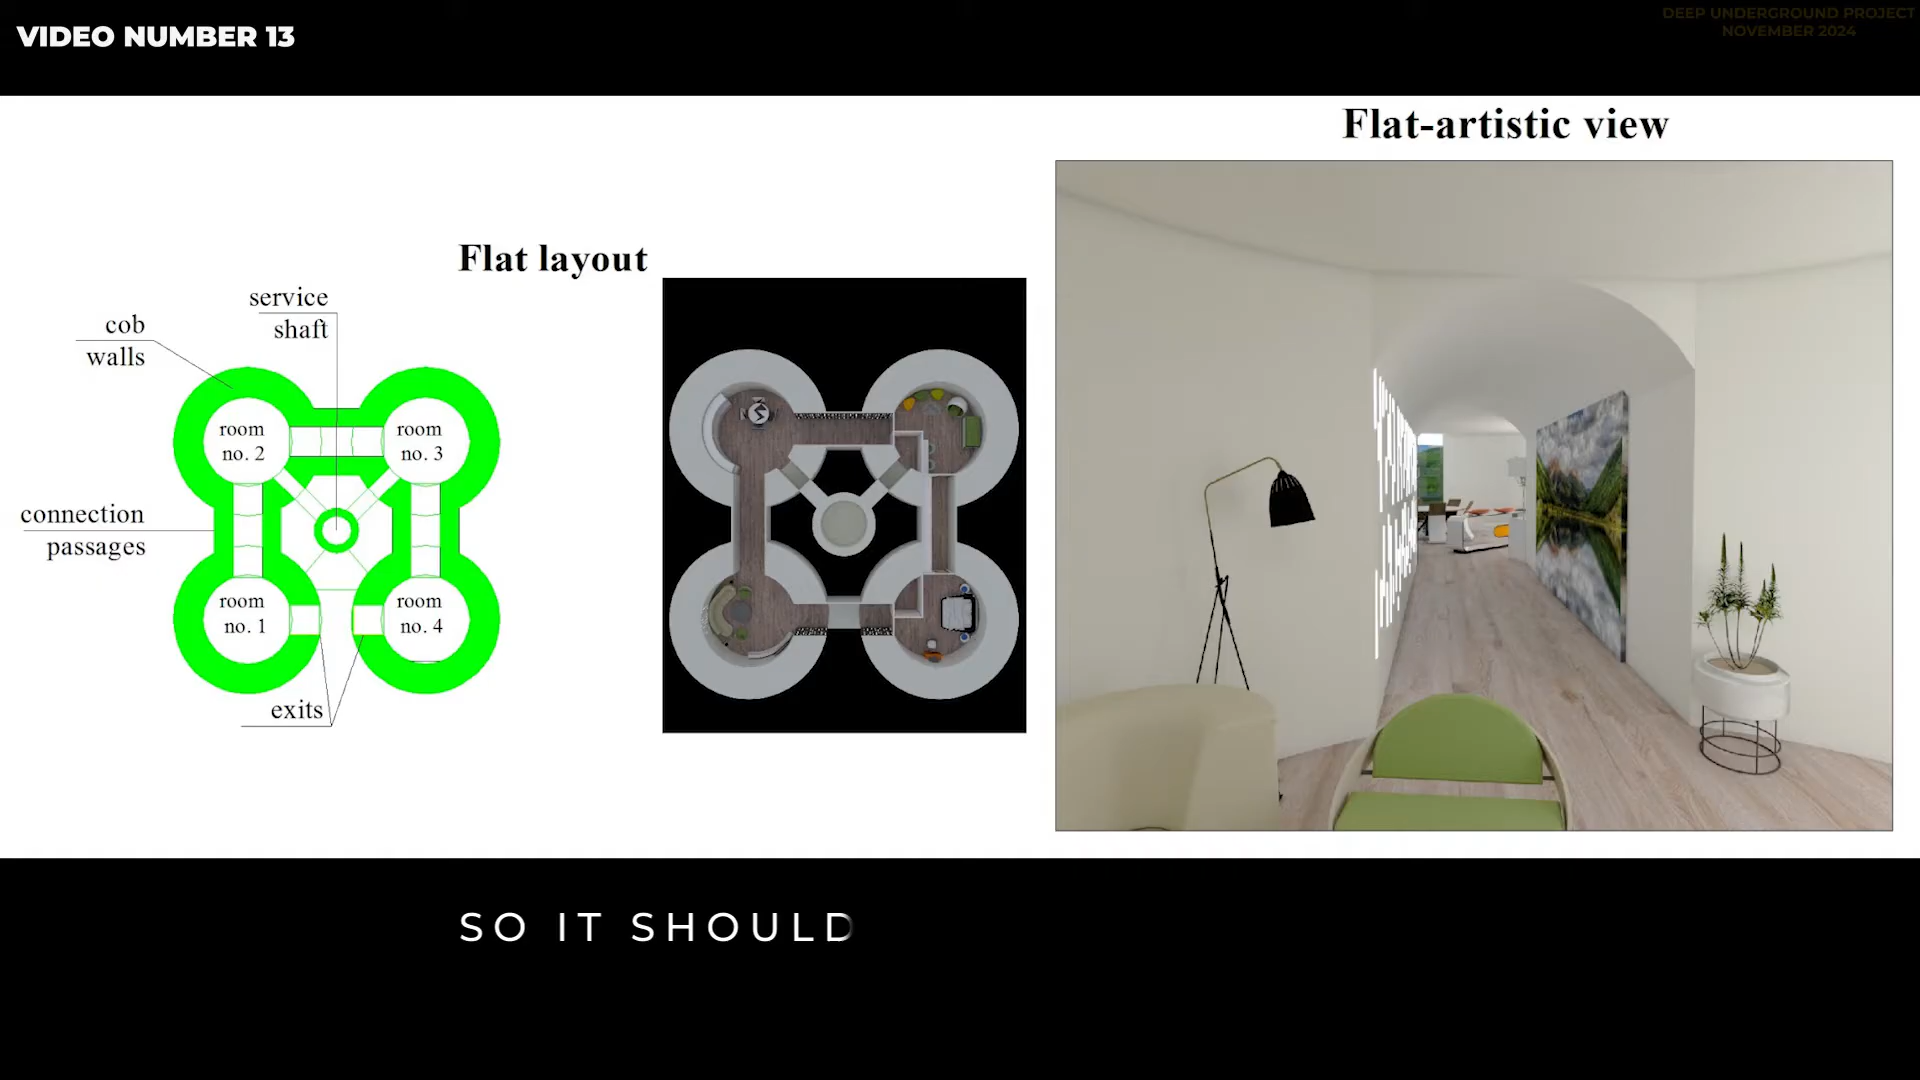 VIDEO NUMBER 13
DEEP UNDERGROUND PROJECT
NOVEMBER 2024
Flat-artistic view
Flat layout
service
shaft
cob
walls
room
no. 2
room
no. 3
connection
passages
room
no. 1
room
no. 4
exits
SO IT SHOULD